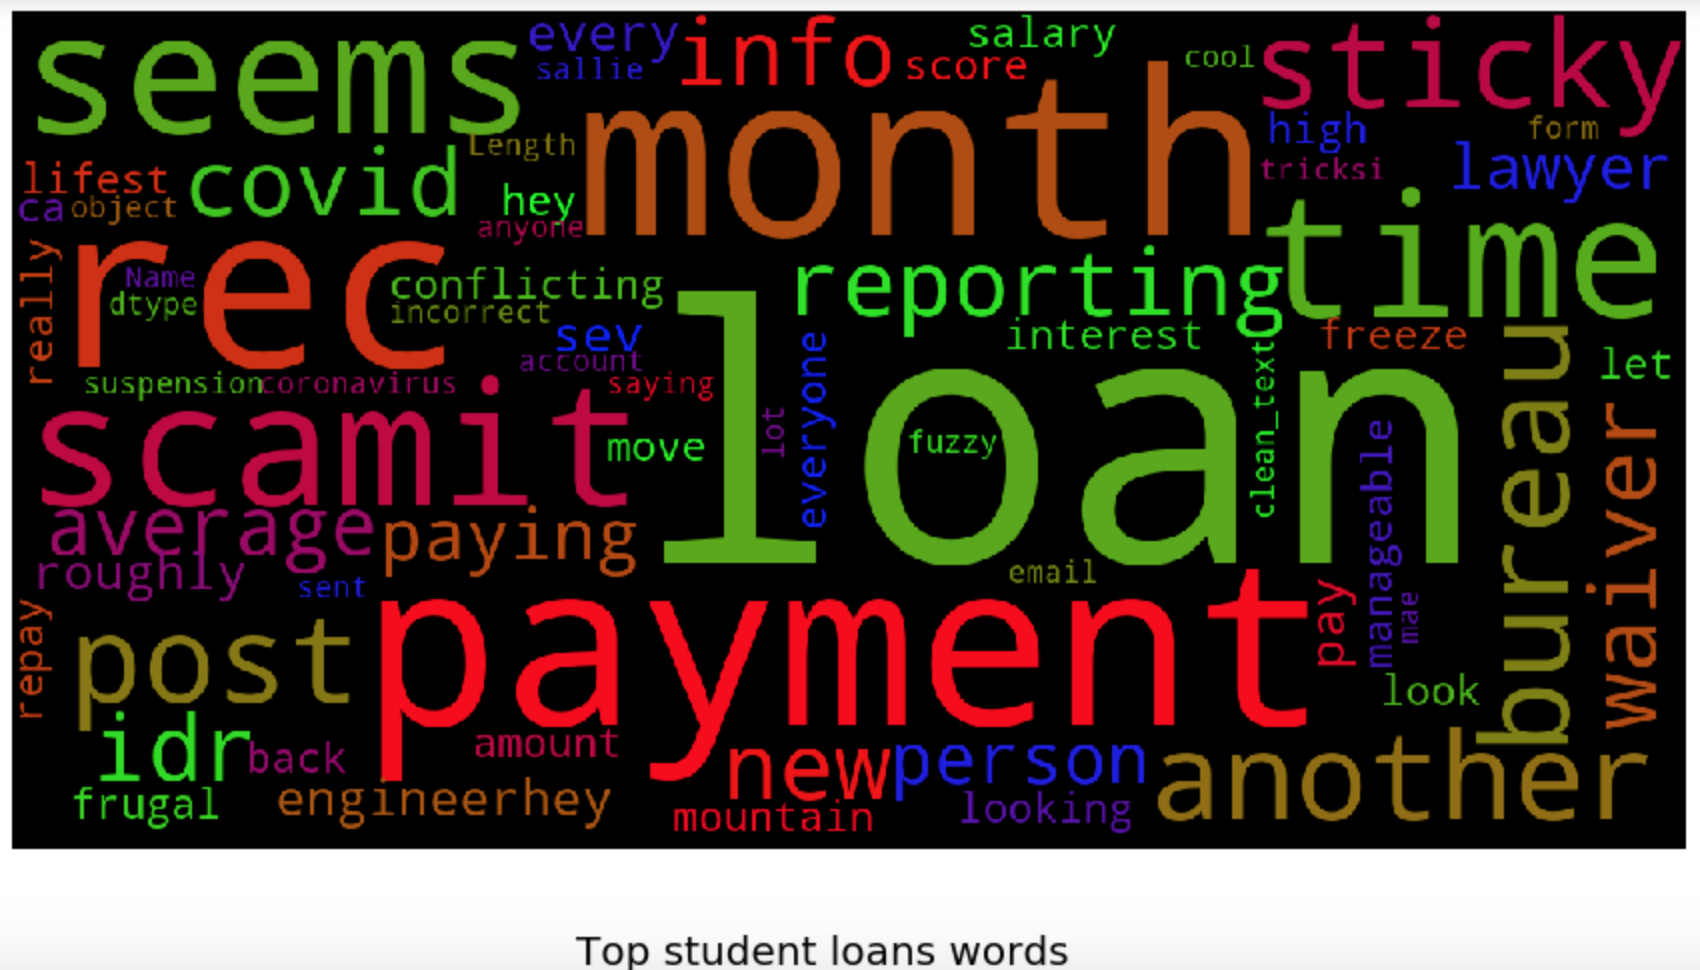 seems
every
info
salary
sticky
sallie
score
cool
month
Length
high
form
lifest
covid
tricksi
lawyer
ca
object
hey
anyone
time
rec
really
Name
dtype
conflicting
incorrect
reporting
sev
interest
freeze
account
suspension
coronavirus
saying
loan
everyone
clean_text
bureau
let
scamit
move
lot
fuzzy
manageable
waiver
average
paying
roughly
sent
email
mae
pay
repay
post
payment
look
idr
back
amount
new
person
another
frugal
engineerhey
mountain
looking
Top student loans words